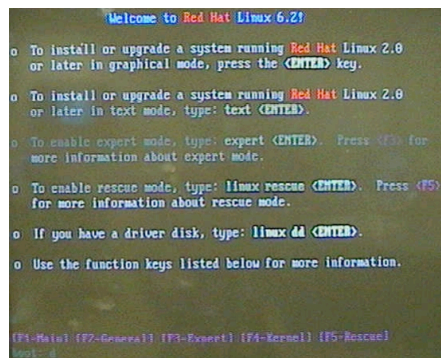 Welcome to Red Hat Linux 6.2!
o To install or upgrade a system running Red Hat Linux 2.0
or later in graphical mode, press the <ENTER> key.
o To install or upgrade a system running Red Hat Linux 2.0
or later in text mode, type: text <ENTER>.
o To enable expert mode, type: expert <ENTER>. Press <F3> for
more information about expert mode.
o To enable rescue mode, type: linux rescue <ENTER>. Press <F5>
for more information about rescue mode.
o If you have a driver disk, type: linux dd <ENTER>.
o Use the function keys listed below for more information.
[F1-Main] [F2-General] [F3-Expert] [F4-Kernel] [F5-Rescue]
boot: d